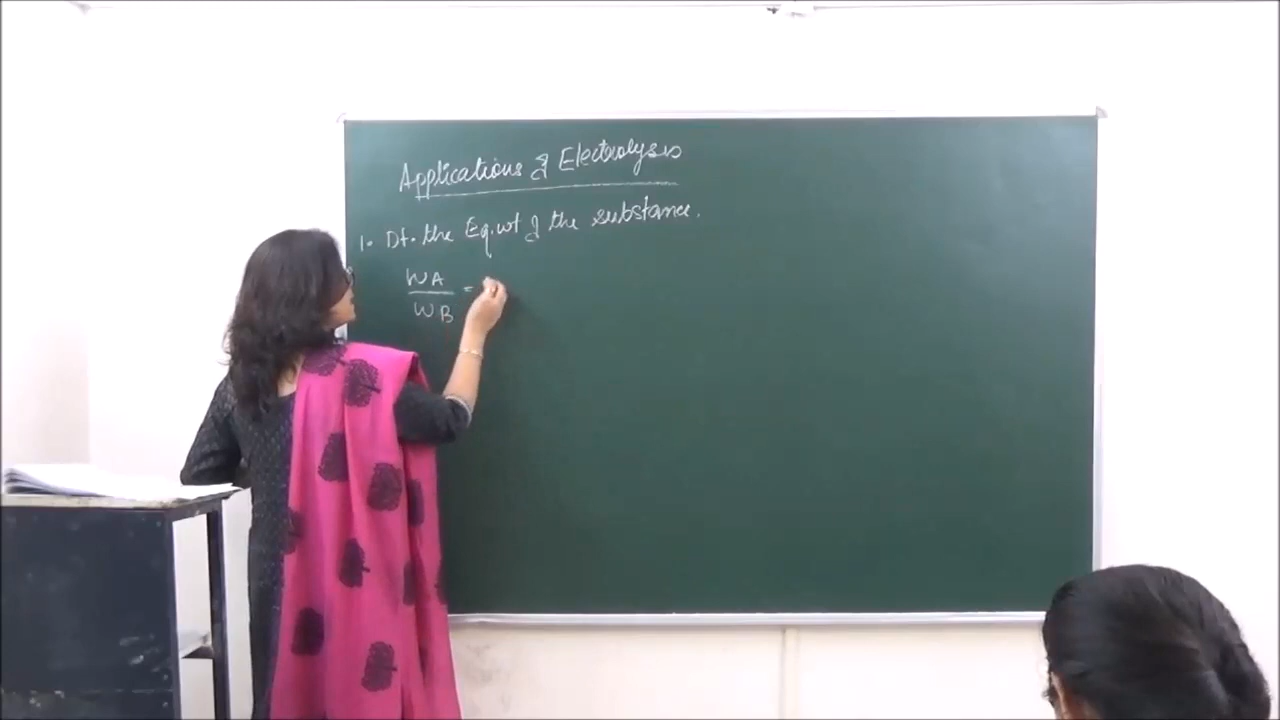 Applications of Electrolysis
1. Dt. the Eq.wt of the substance.
WA
WB =